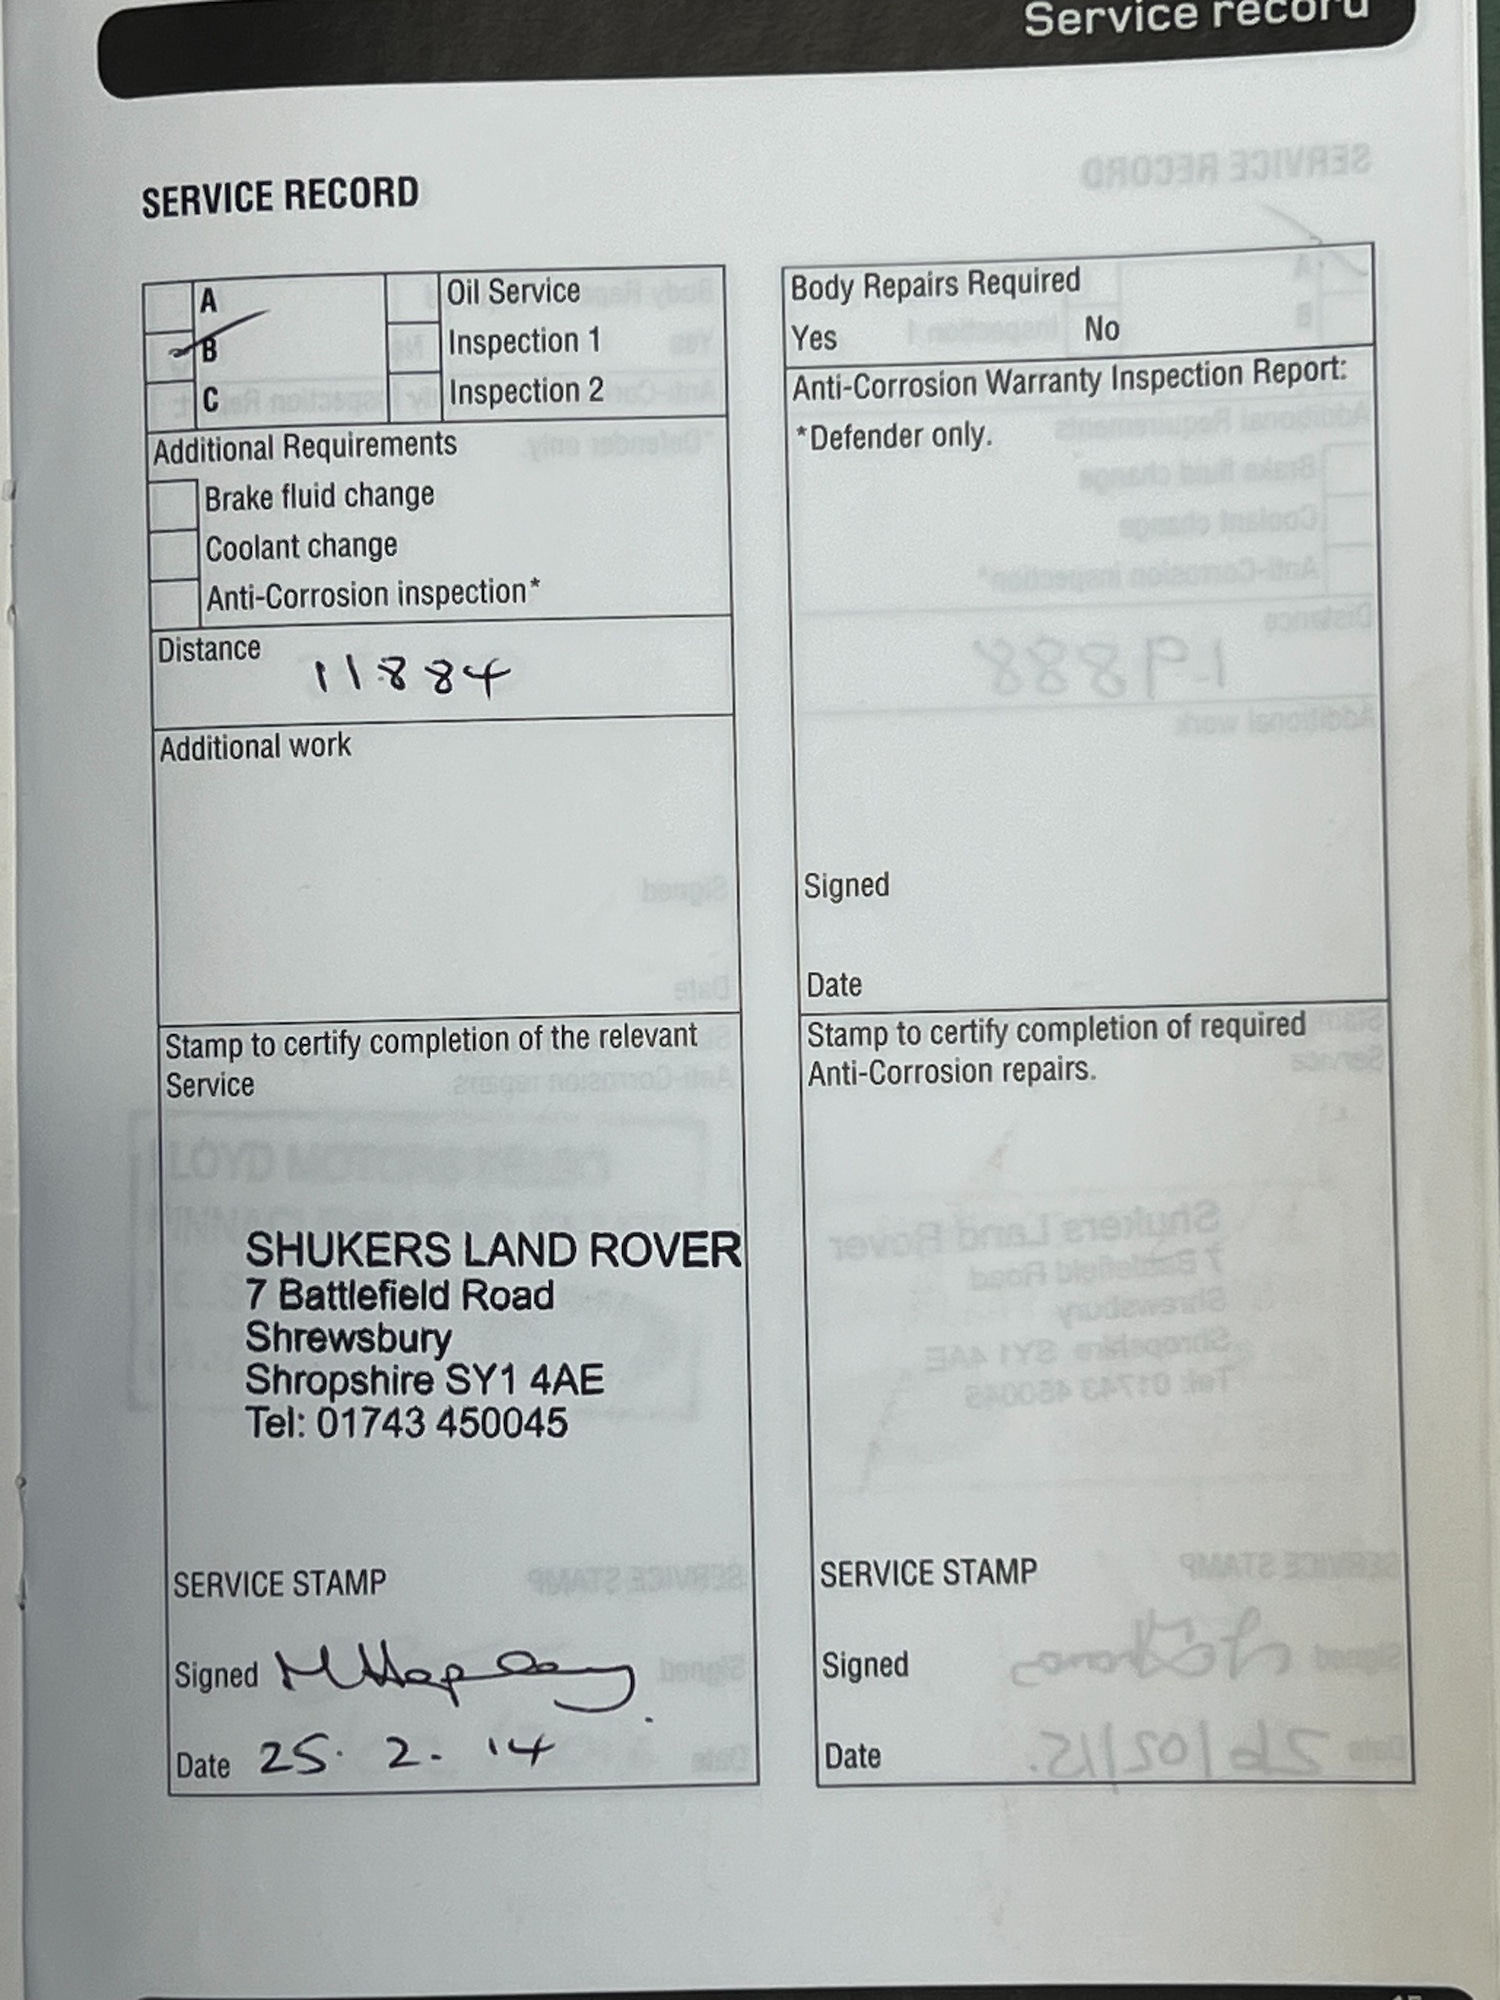 Service record
SERVICE RECORD
A
B
C
Oil Service
Inspection 1
Inspection 2
Additional Requirements
Brake fluid change
Coolant change
Anti-Corrosion inspection*
Distance
11884
Additional work
Stamp to certify completion of the relevant
Service
SHUKERS LAND ROVER
7 Battlefield Road
Shrewsbury
Shropshire SY1 4AE
Tel: 01743 450045
SERVICE STAMP
Signed
Date 25. 2. 14
Body Repairs Required
Yes No
Anti-Corrosion Warranty Inspection Report:
*Defender only.
Signed
Date
Stamp to certify completion of required
Anti-Corrosion repairs.
SERVICE STAMP
Signed
Date